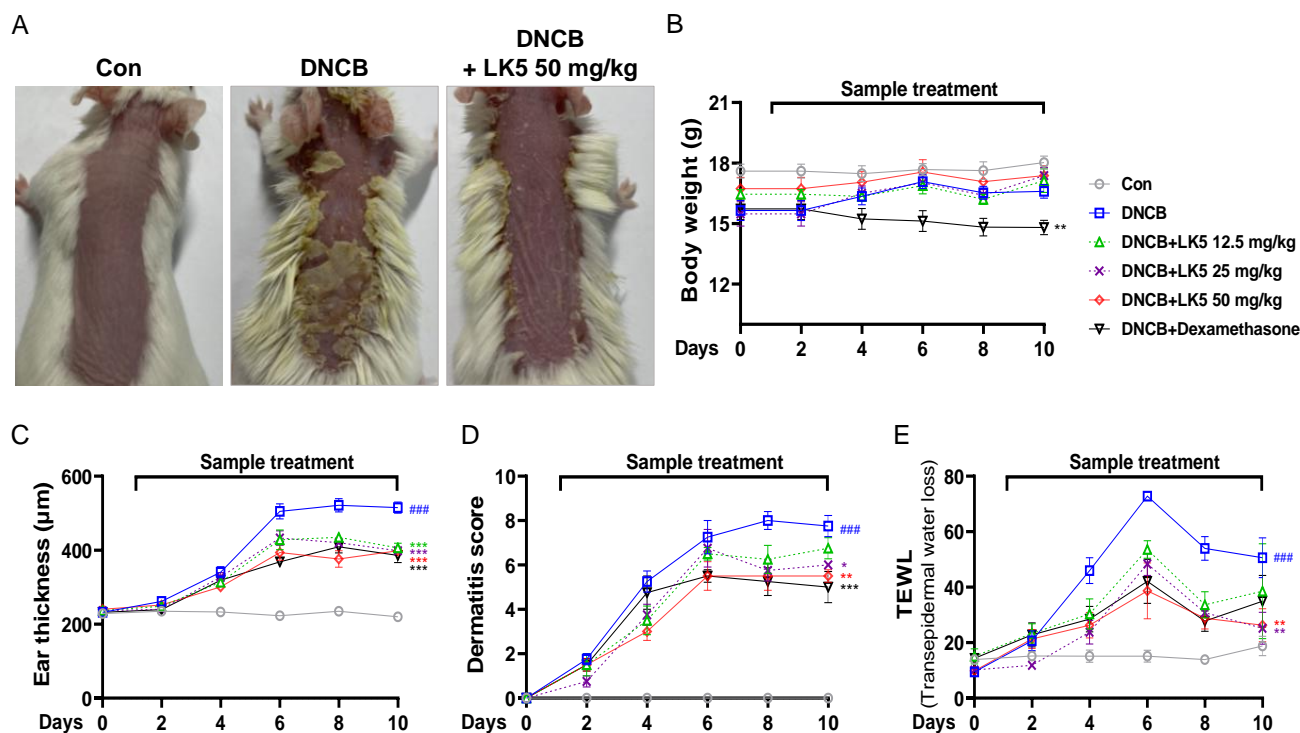 A
Con
DNCB
DNCB
+ LK5 50 mg/kg
B
Sample treatment
Body weight (g)
21
18
15
12
**
Days
0 2 4 6 8 10
Con
DNCB
DNCB+LK5 12.5 mg/kg
DNCB+LK5 25 mg/kg
DNCB+LK5 50 mg/kg
DNCB+Dexamethasone
C
Sample treatment
Ear thickness (µm)
600
400
200
0
###
***
***
***
***
Days
0 2 4 6 8 10
D
Sample treatment
Dermatitis score
10
8
6
4
2
0
###
*
**
***
Days
0 2 4 6 8 10
E
Sample treatment
TEWL
(Transepidermal water loss)
80
60
40
20
0
###
**
**
Days
0 2 4 6 8 10